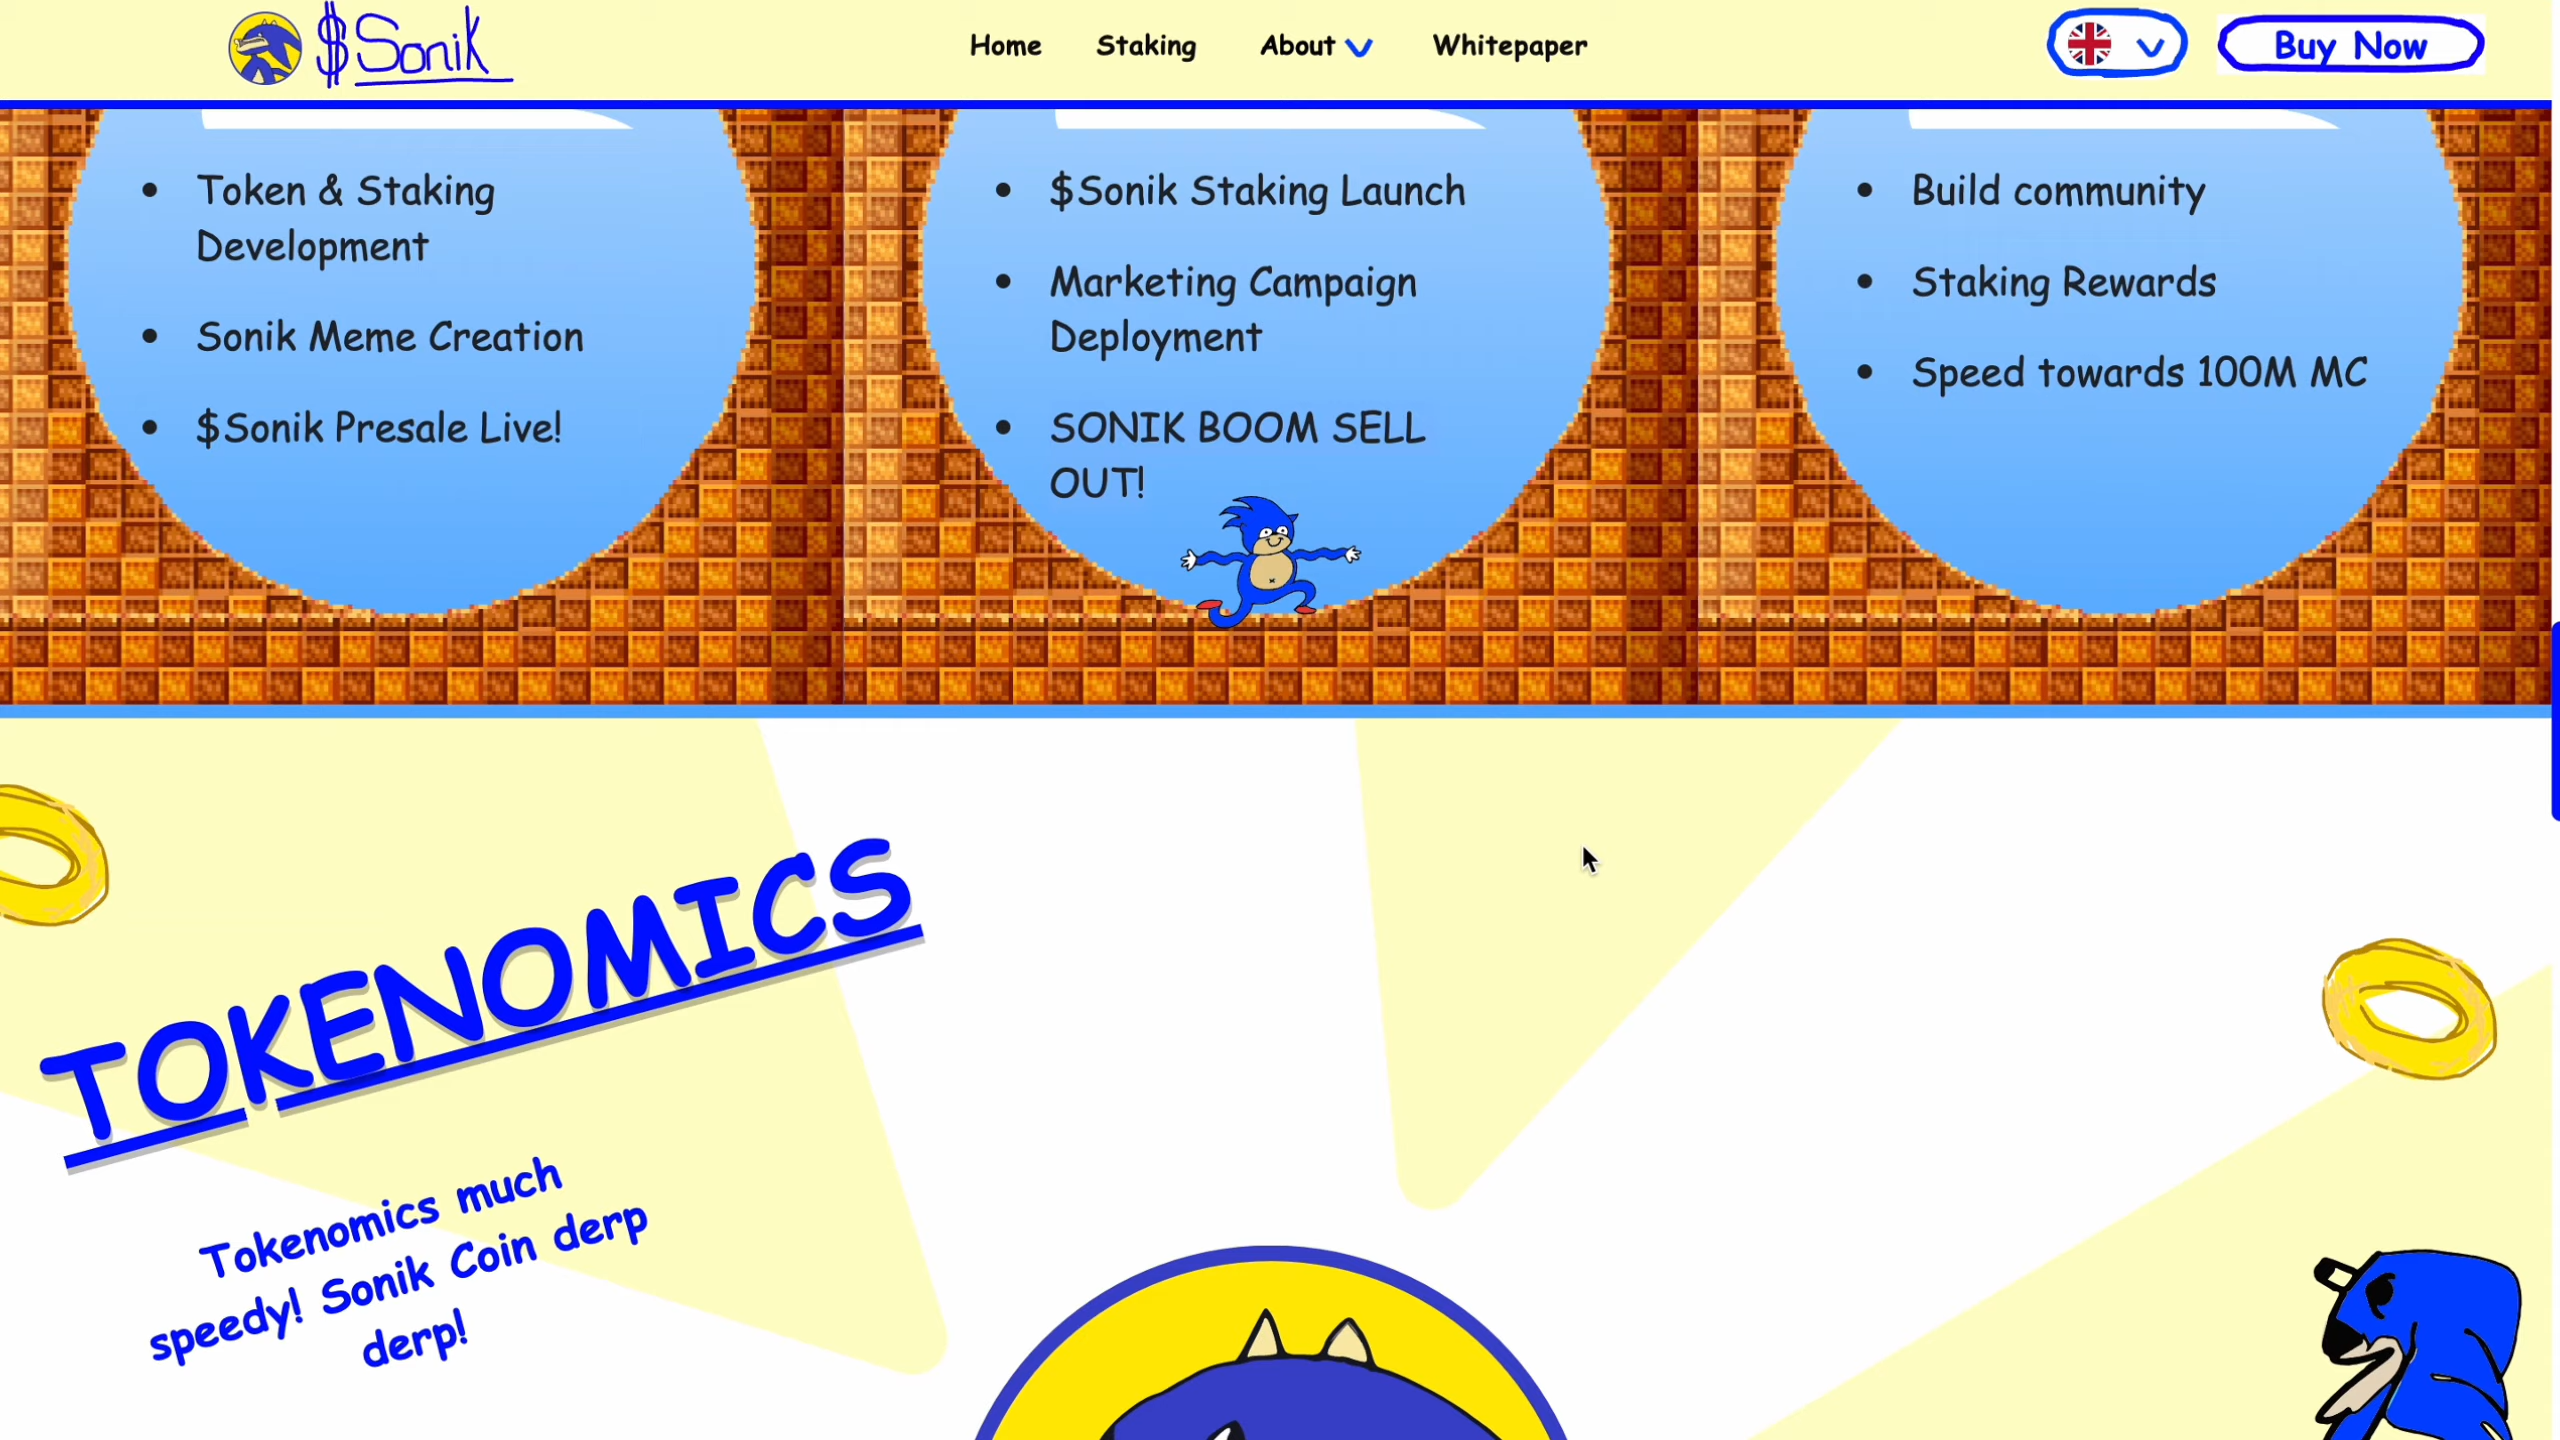 $Sonik
Home
Staking
About
Whitepaper
Buy Now
Token & Staking
Development
Sonik Meme Creation
$Sonik Presale Live!
$Sonik Staking Launch
Marketing Campaign
Deployment
SONIK BOOM SELL
OUT!
Build community
Staking Rewards
Speed towards 100M MC
TOKENOMICS
Tokenomics much
speedy! Sonik Coin derp
derp!